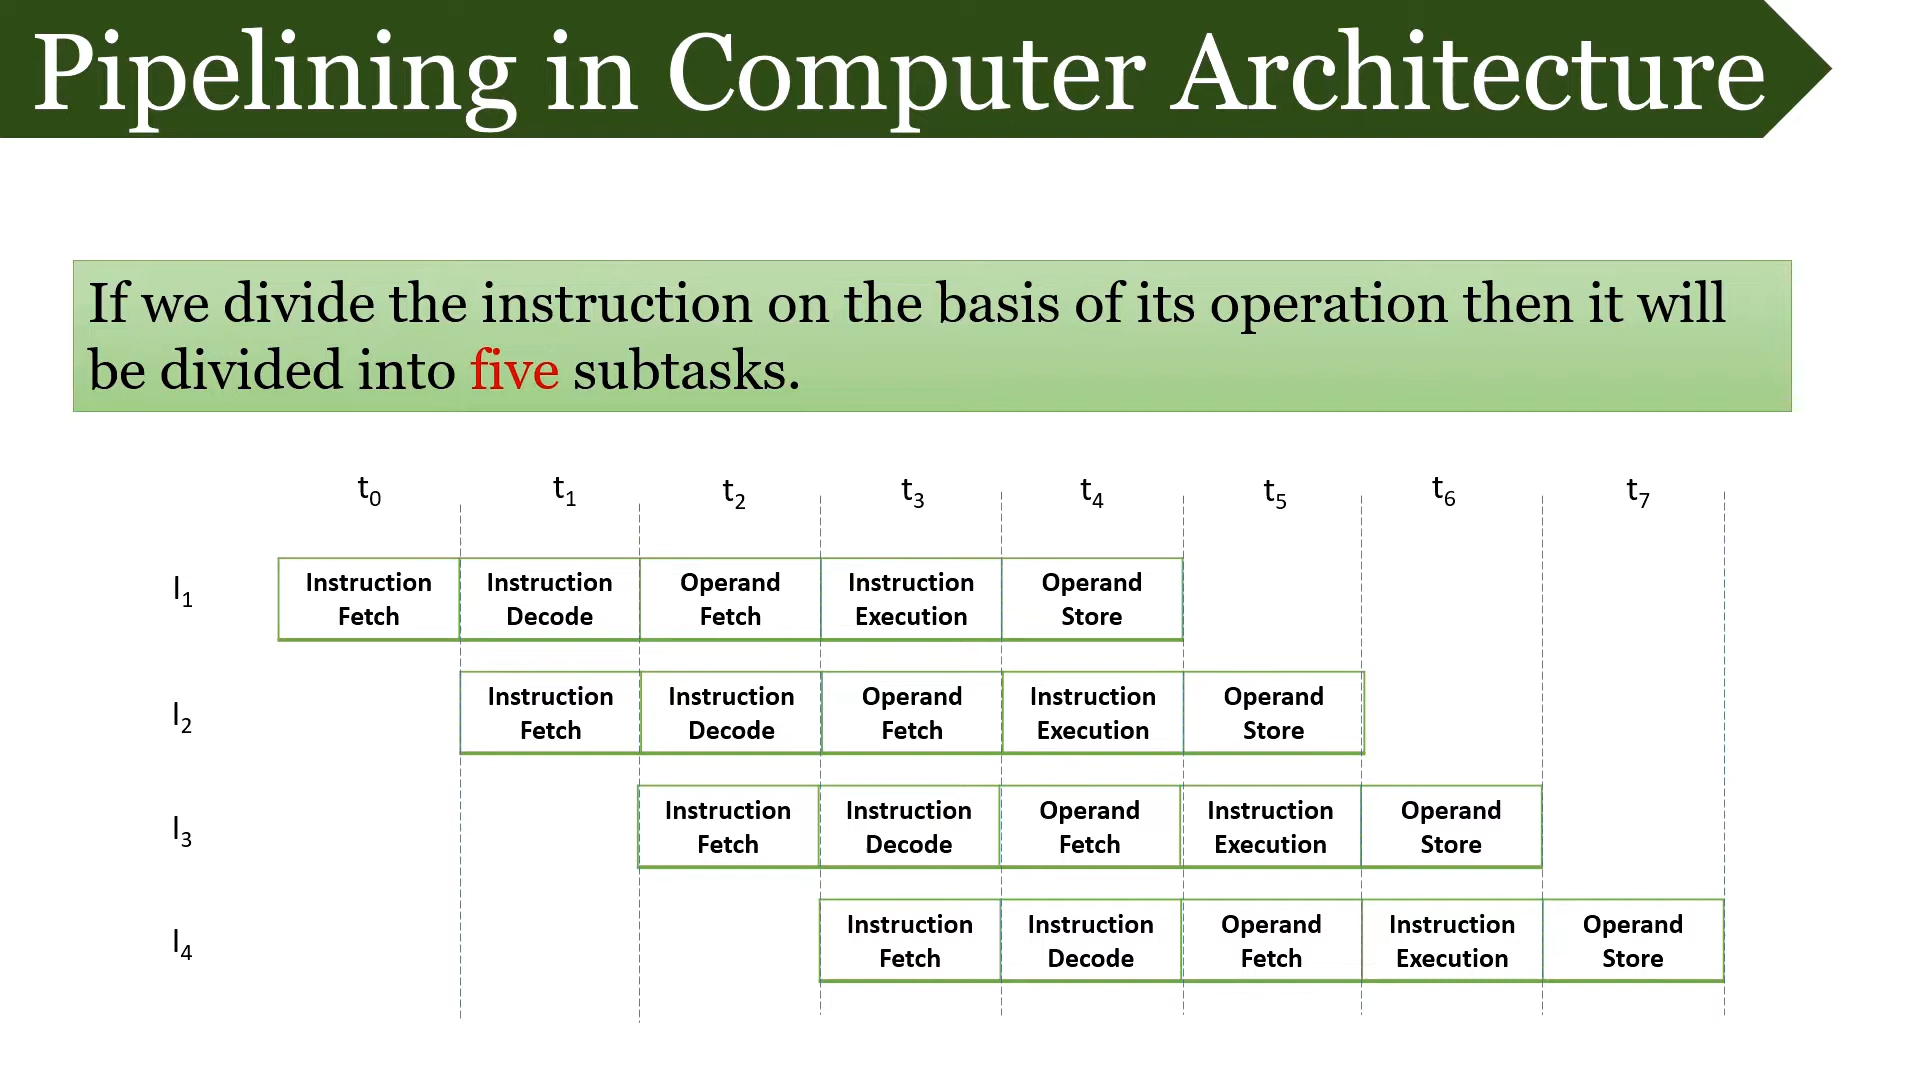 Pipelining in Computer Architecture
If we divide the instruction on the basis of its operation then it will
be divided into five subtasks.
t0 t1 t2 t3 t4 t5 t6 t7
I1
Instruction Fetch
Instruction Decode
Operand Fetch
Instruction Execution
Operand Store
I2
Instruction Fetch
Instruction Decode
Operand Fetch
Instruction Execution
Operand Store
I3
Instruction Fetch
Instruction Decode
Operand Fetch
Instruction Execution
Operand Store
I4
Instruction Fetch
Instruction Decode
Operand Fetch
Instruction Execution
Operand Store